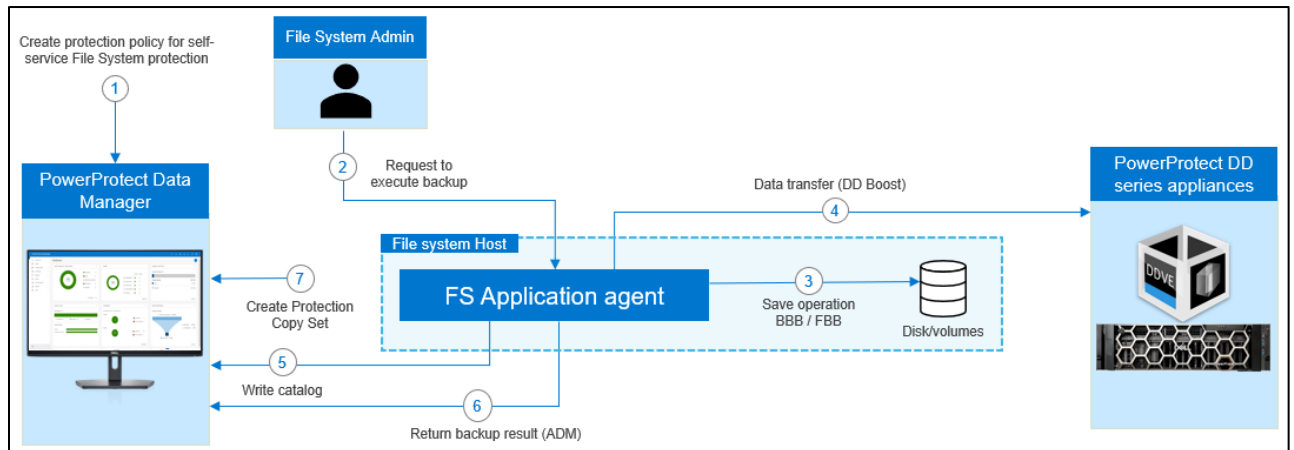 Create protection policy for self-
service File System protection
1
File System Admin
2
Request to
execute backup
PowerProtect Data
Manager
Data transfer (DD Boost)
4
PowerProtect DD
series appliances
DDVE
File system Host
FS Application agent
3
Save operation
BBB / FBB
Disk/volumes
7
Create Protection
Copy Set
5
Write catalog
6
Return backup result (ADM)